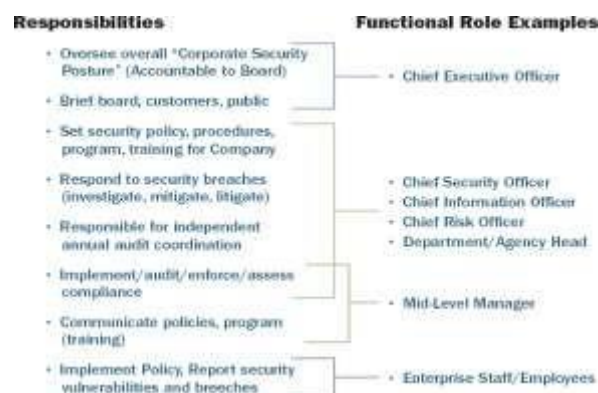 Responsibilities
Functional Role Examples
• Oversee overall "Corporate Security
Posture" (Accountable to Board)
• Brief board, customers, public
• Chief Executive Officer
• Set security policy, procedures,
program, training for Company
• Respond to security breaches
(investigate, mitigate, litigate)
• Responsible for independent
annual audit coordination
• Chief Security Officer
• Chief Information Officer
• Chief Risk Officer
• Department/Agency Head
• Implement/audit/enforce/assess
compliance
• Communicate policies, program
(training)
• Mid-Level Manager
• Implement Policy, Report security
vulnerabilities and breeches
• Enterprise Staff/Employees